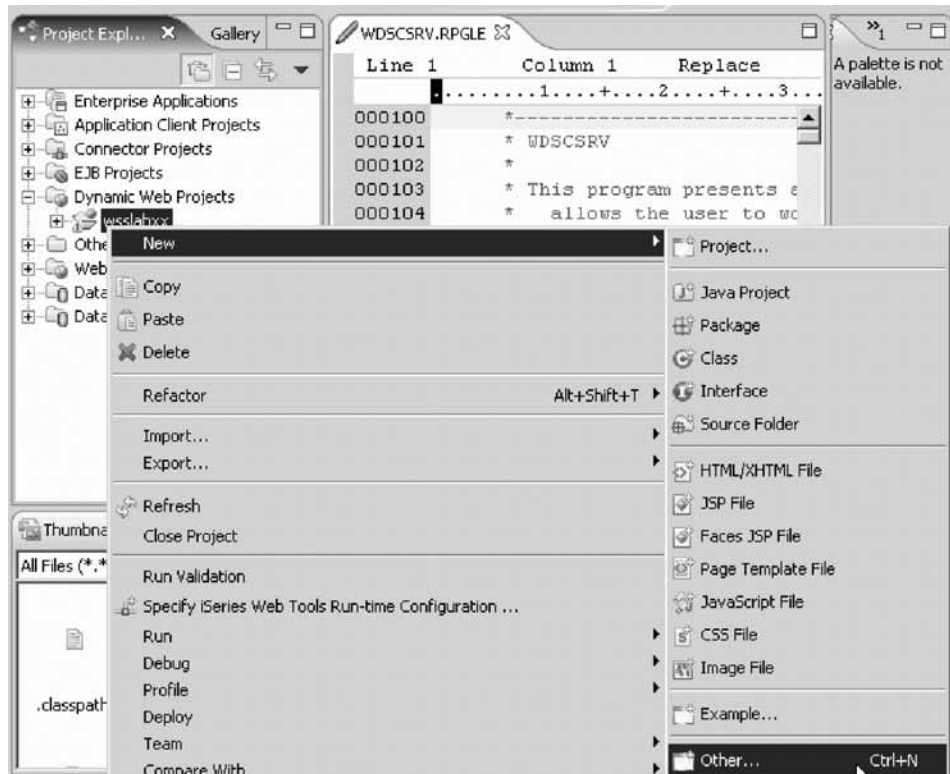 Project Expl...
Gallery
WDSCSRV.RPGLE
1
Line 1 Column 1 Replace
A palette is not
available.
.........1....+....2....+....3...
Enterprise Applications
Application Client Projects
Connector Projects
EJB Projects
Dynamic Web Projects
wsslabxx
Othe
Web
Data
Data
000100 *-----------------------------
000101 * WDSCSRV
000102 *
000103 * This program presents
000104 * allows the user to
New
Copy
Paste
Delete
Refactor Alt+Shift+T
Import...
Export...
Refresh
Close Project
Run Validation
Specify iSeries Web Tools Run-time Configuration ...
Run
Debug
Profile
Deploy
Team
Compare With
Project...
Java Project
Package
Class
Interface
Source Folder
HTML/XHTML File
JSP File
Faces JSP File
Page Template File
JavaScript File
CSS File
Image File
Example...
Other... Ctrl+N
Thumbna
All Files (*.*
.classpath